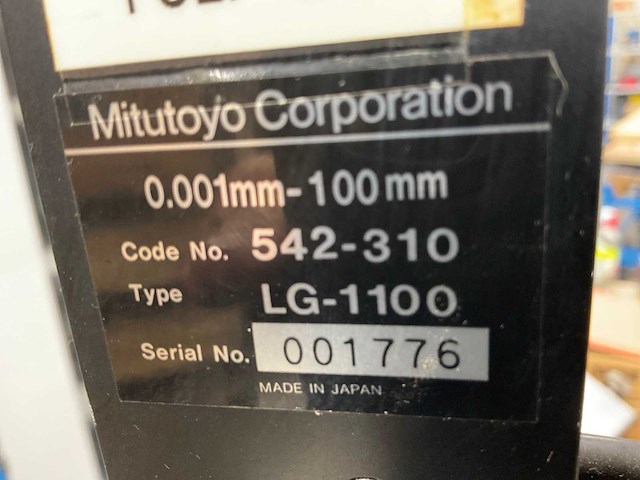 Mitutoyo Corporation
0.001mm-100mm
Code No. 542-310
Type LG-1100
Serial No. 001776
MADE IN JAPAN